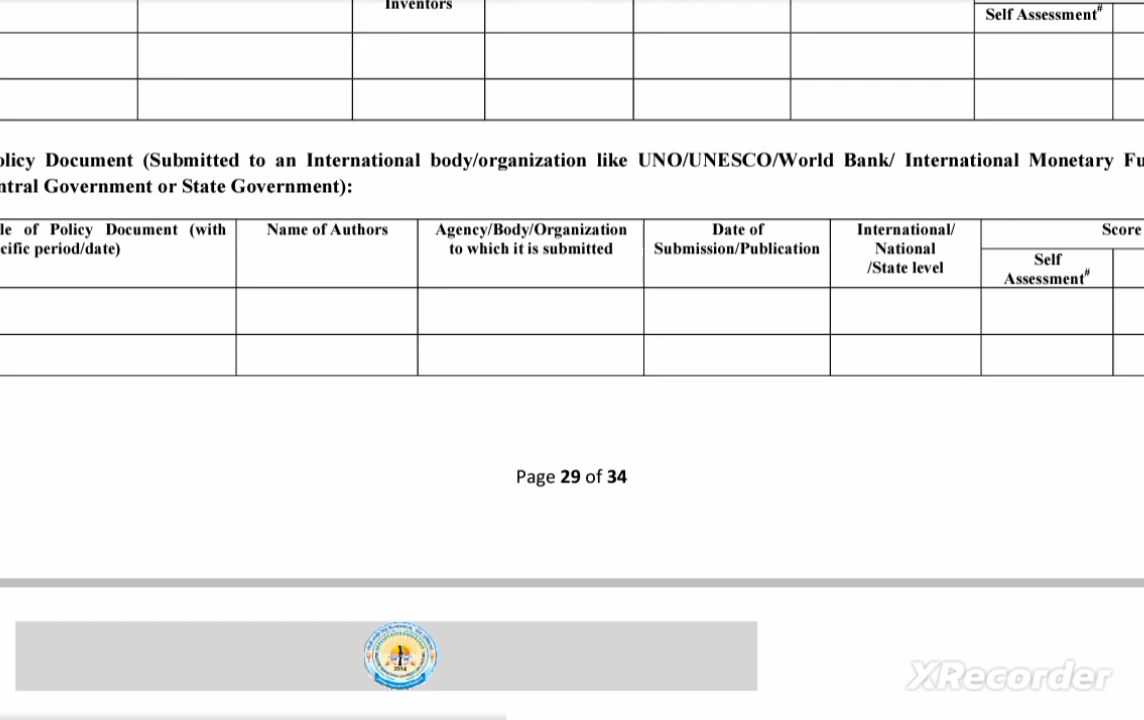 Inventors
Self Assessment#
olicy Document (Submitted to an International body/organization like UNO/UNESCO/World Bank/ International Monetary Fu
ntral Government or State Government):
le of Policy Document (with
cific period/date)
Name of Authors
Agency/Body/Organization
to which it is submitted
Date of
Submission/Publication
International/
National
/State level
Score
Self
Assessment#
Page 29 of 34
2014
XRecorder